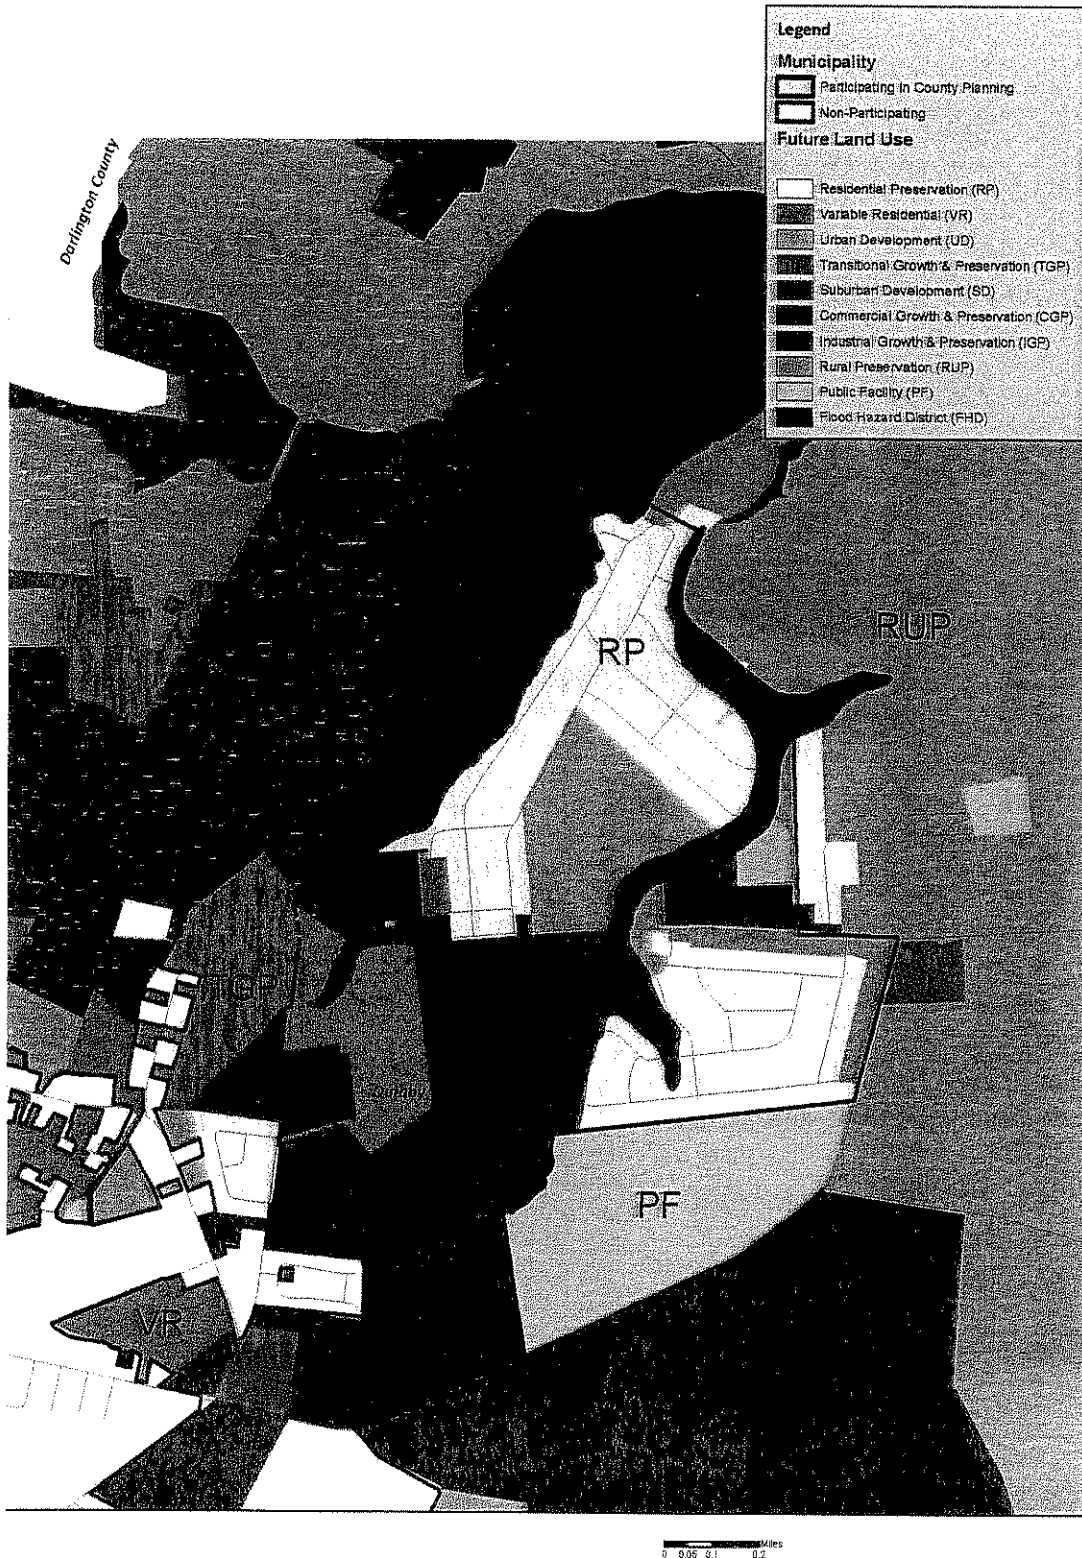 Legend
Municipality
Participating in County Planning
Non-Participating
Future Land Use
Residential Preservation (RP)
Variable Residential (VR)
Urban Development (UD)
Transitional Growth & Preservation (TGP)
Suburban Development (SD)
Commercial Growth & Preservation (CGP)
Industrial Growth & Preservation (IGP)
Rural Preservation (RUP)
Public Facility (PF)
Flood Hazard District (FHD)
Darlington County
RUP
RP
TGP
PF
VR
Miles
0 0.05 0.1 0.2